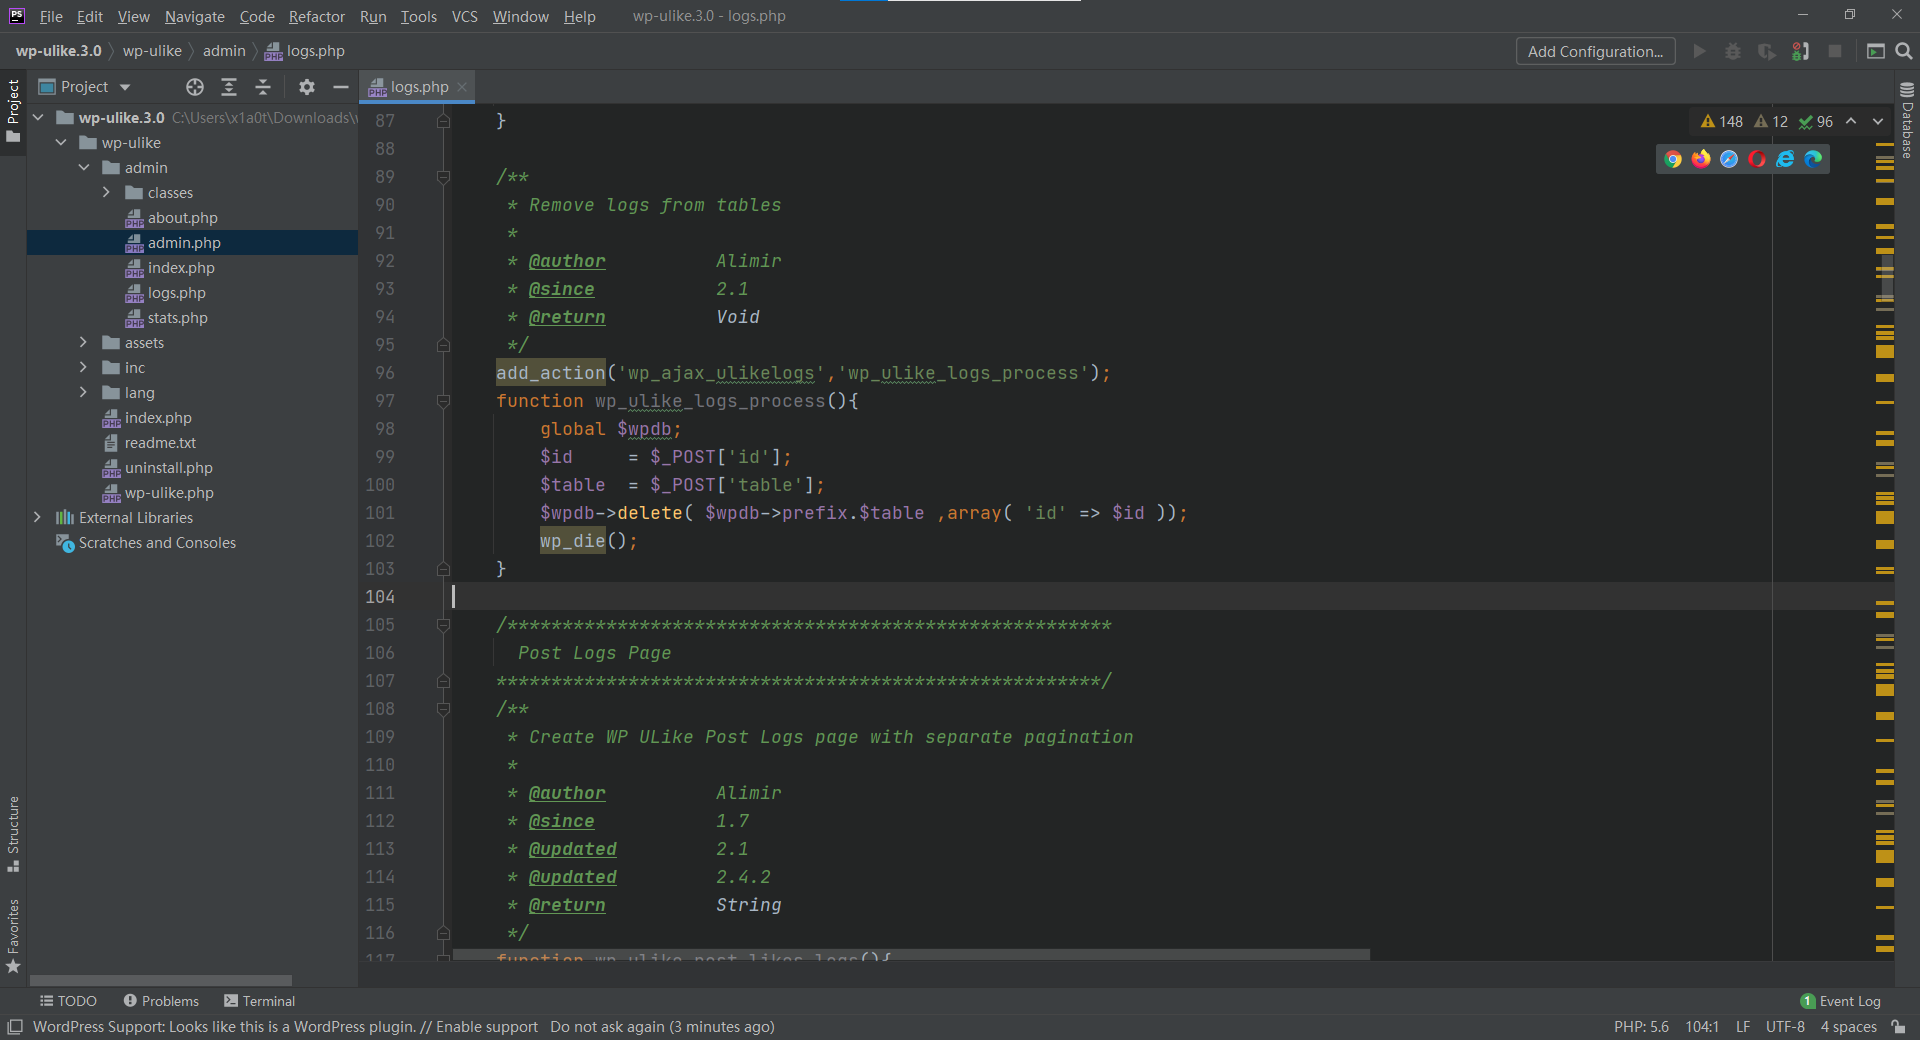 File Edit View Navigate Code Refactor Run Tools VCS Window Help wp-ulike.3.0 - logs.php
wp-ulike.3.0 wp-ulike admin logs.php
Add Configuration...
Project
Project
logs.php
wp-ulike.3.0 C:\Users\x1a0t\Downloads\
wp-ulike
admin
classes
about.php
admin.php
index.php
logs.php
stats.php
assets
inc
lang
index.php
readme.txt
uninstall.php
wp-ulike.php
External Libraries
Scratches and Consoles
Structure
Favorites
148 12 96
Database
87 }
88
89 /**
90 * Remove logs from tables
91 *
92 * @author Alimir
93 * @since 2.1
94 * @return Void
95 */
96 add_action('wp_ajax_ulikelogs','wp_ulike_logs_process');
97 function wp_ulike_logs_process(){
98 global $wpdb;
99 $id = $_POST['id'];
100 $table = $_POST['table'];
101 $wpdb->delete( $wpdb->prefix.$table ,array( 'id' => $id ));
102 wp_die();
103 }
104
105 /*******************************************************
106 Post Logs Page
107 *******************************************************/
108 /**
109 * Create WP ULike Post Logs page with separate pagination
110 *
111 * @author Alimir
112 * @since 1.7
113 * @updated 2.1
114 * @updated 2.4.2
115 * @return String
116 */
117 function wp_ulike_post_likes_logs(){
TODO Problems Terminal
1 Event Log
WordPress Support: Looks like this is a WordPress plugin. // Enable support Do not ask again (3 minutes ago)
PHP: 5.6 104:1 LF UTF-8 4 spaces